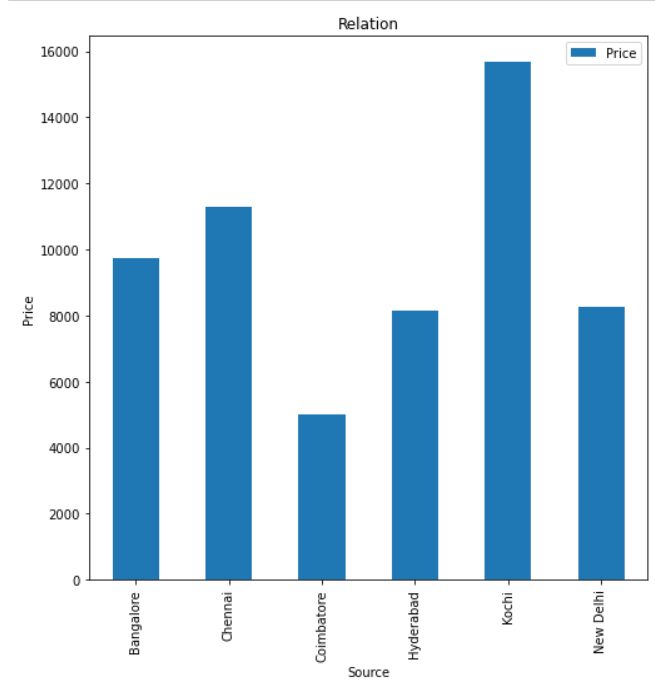 Relation
Price
16000
14000
12000
10000
8000
6000
4000
2000
0
Price
Bangalore
Chennai
Coimbatore
Hyderabad
Kochi
New Delhi
Source